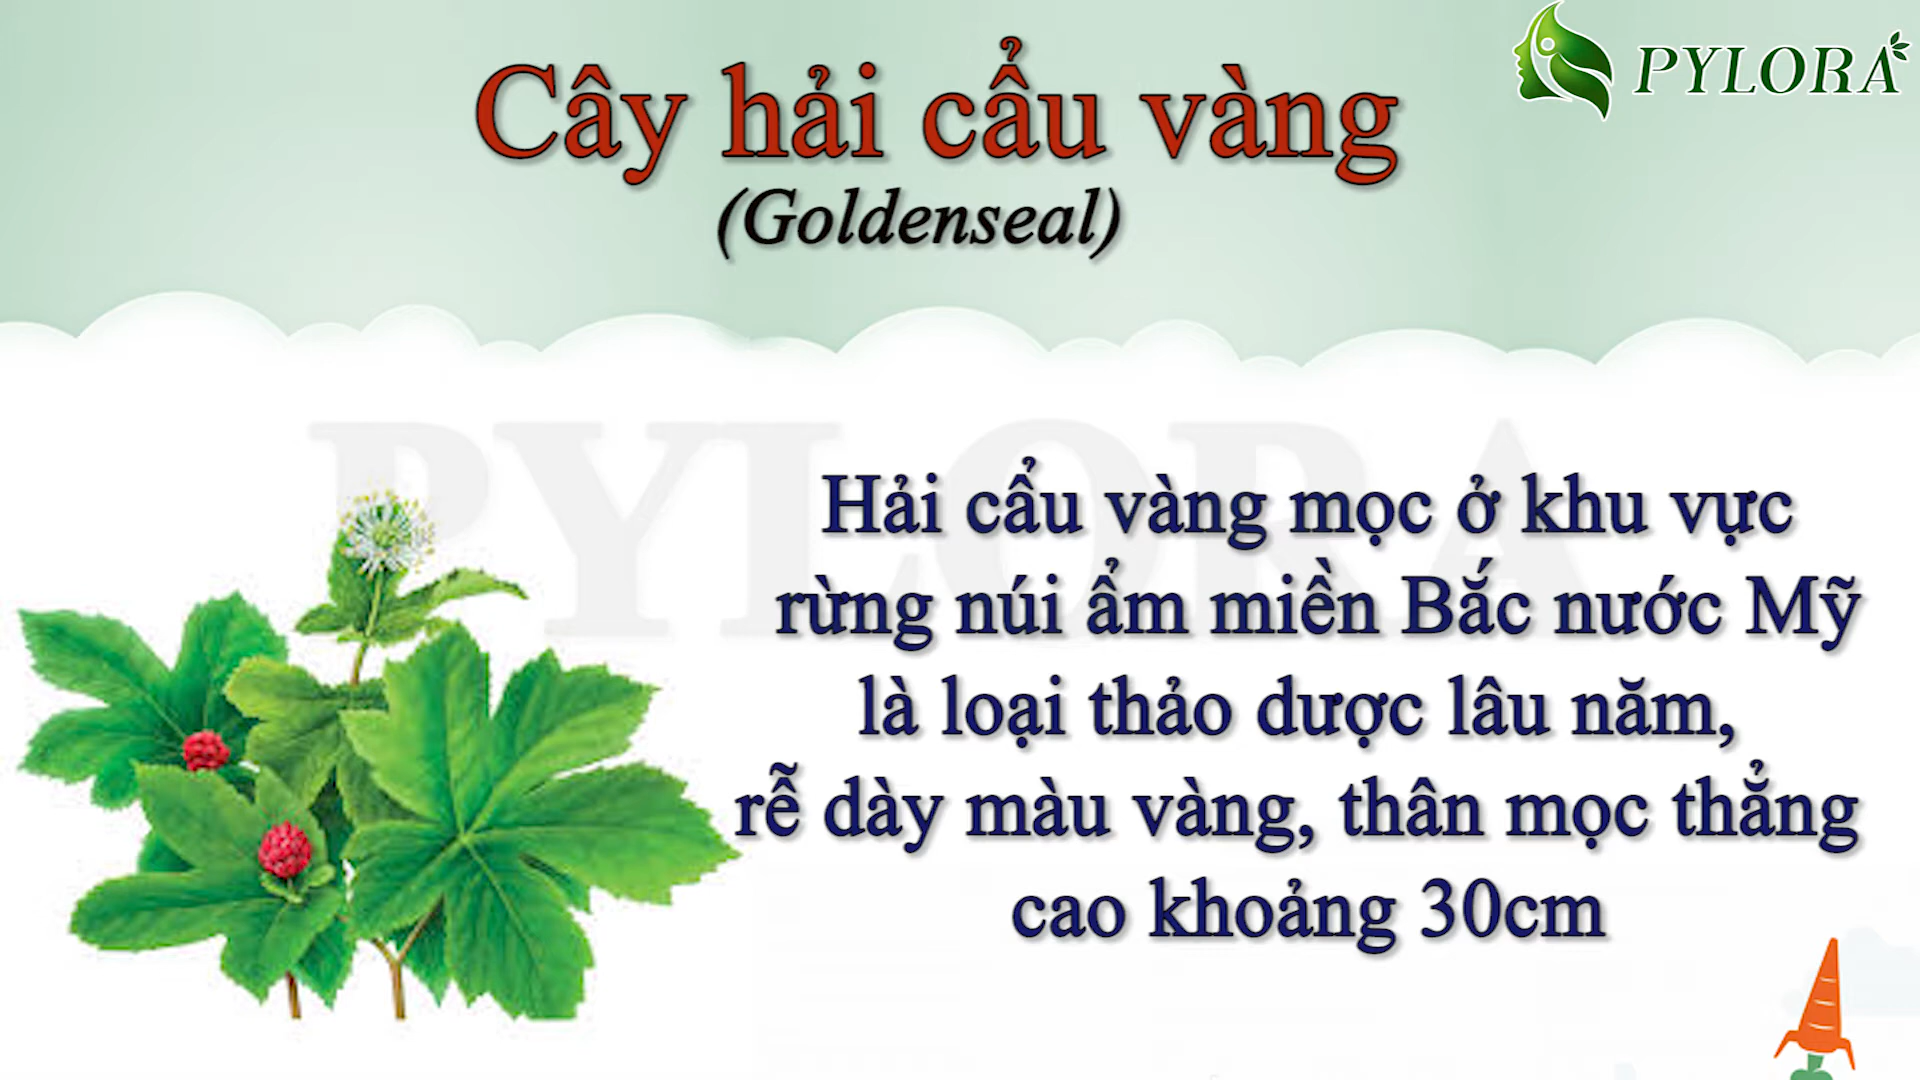 PYLORA
Cây hải cẩu vàng
(Goldenseal)
PYLORA
Hải cẩu vàng mọc ở khu vực
rừng núi ẩm miền Bắc nước Mỹ
là loại thảo dược lâu năm,
rễ dày màu vàng, thân mọc thẳng
cao khoảng 30cm